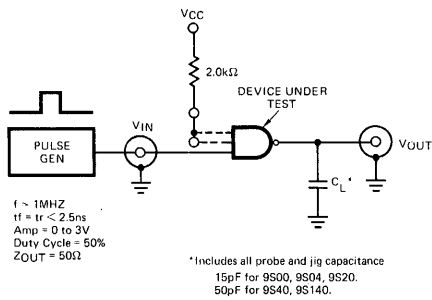 VCC
2.0kΩ
DEVICE UNDER
TEST
VIN
PULSE
GEN
VOUT
CL*
f ~ 1MHZ
tf = tr < 2.5ns
Amp = 0 to 3V
Duty Cycle = 50%
ZOUT = 50Ω
*Includes all probe and jig capacitance
15pF for 9S00, 9S04, 9S20.
50pF for 9S40, 9S140.